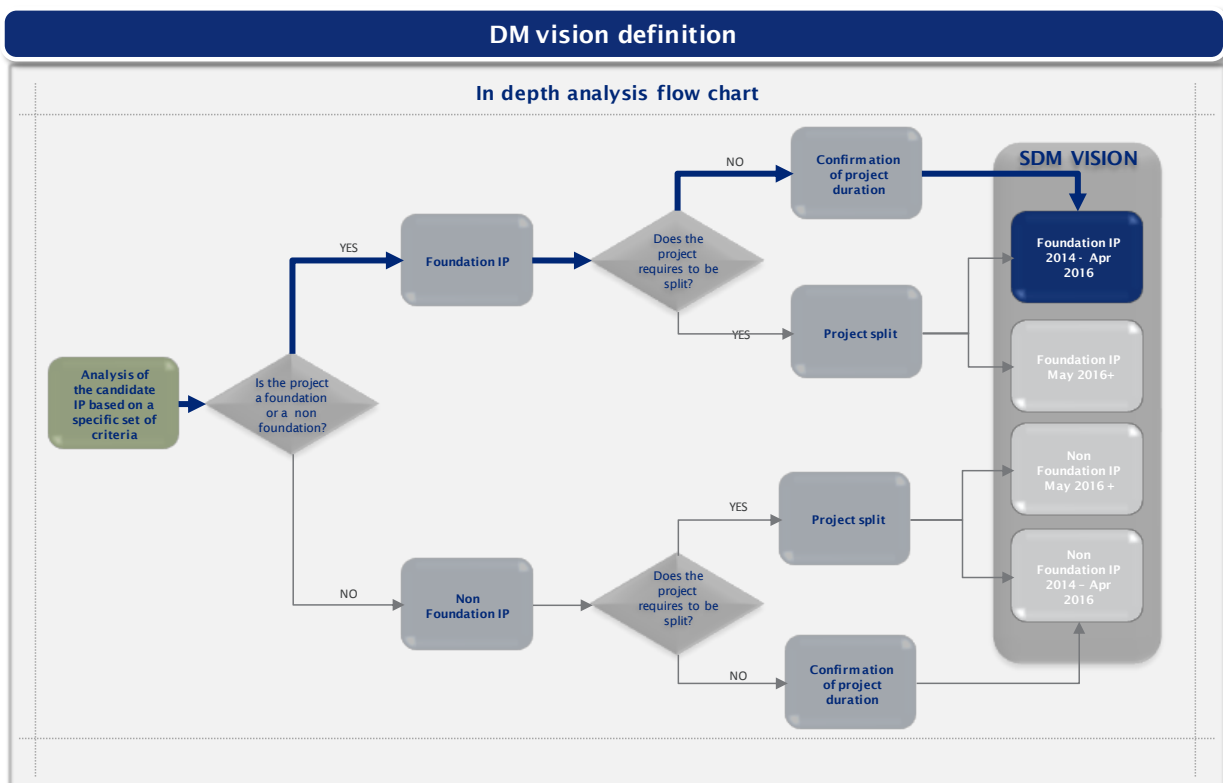 DM vision definition
In depth analysis flow chart
SDM VISION
NO
Confirmation
of project
duration
Foundation IP
2014 - Apr
2016
YES
Foundation IP
Does the
project
requires to be
split?
YES
Project split
Foundation IP
May 2016+
Analysis of
the candidate
IP based on a
specific set of
criteria
Is the project
a foundation
or a non
foundation?
Non
Foundation IP
May 2016 +
YES
Project split
Non
Foundation IP
2014 – Apr
2016
NO
Non
Foundation IP
Does the
project
requires to be
split?
NO
Confirmation
of project
duration